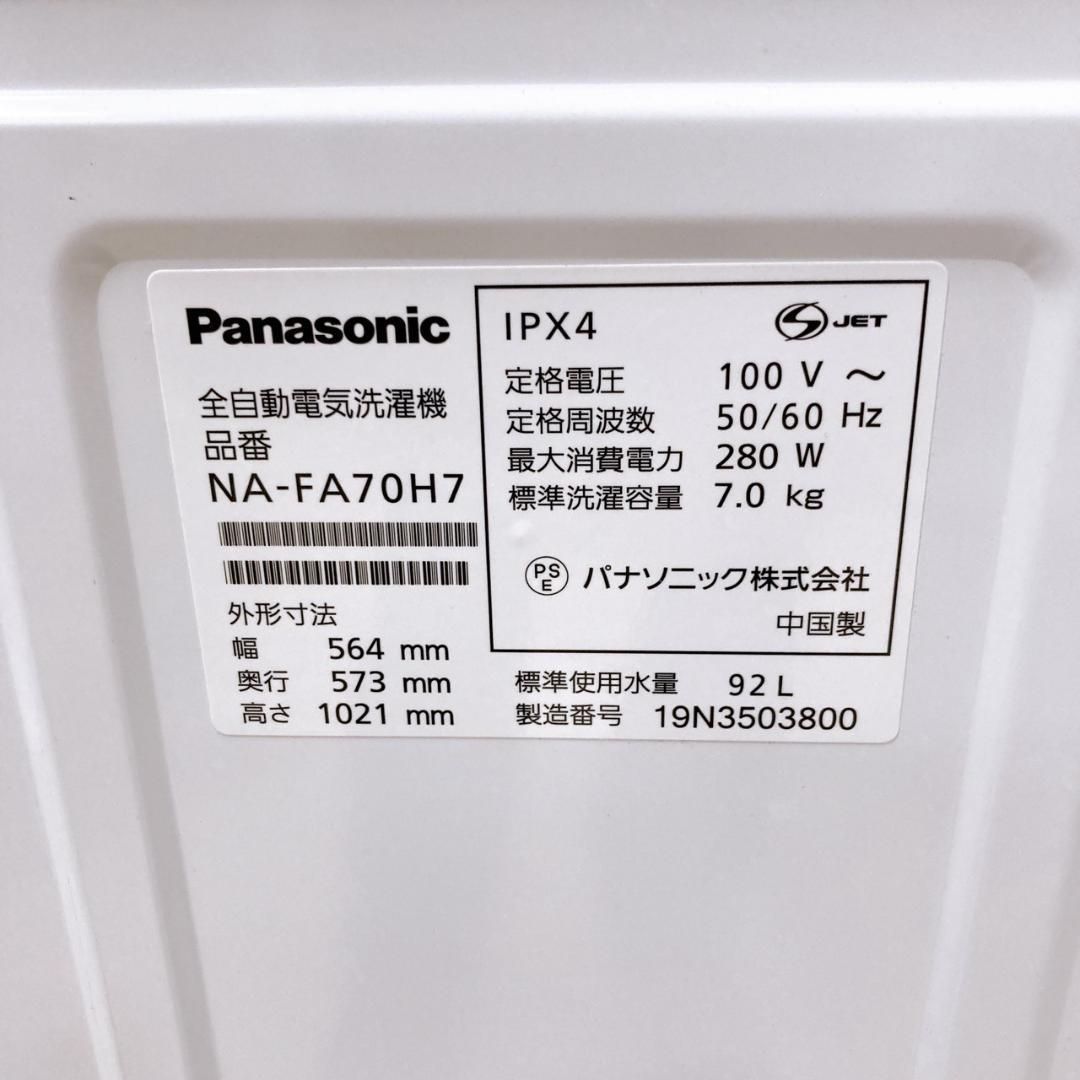 Panasonic
全自動電気洗濯機
品番
NA-FA70H7
外形寸法
幅 564 mm
奥行 573 mm
高さ 1021 mm
IPX4
S JET
定格電圧 100 V ～
定格周波数 50/60 Hz
最大消費電力 280 W
標準洗濯容量 7.0 kg
PS
E パナソニック株式会社
中国製
標準使用水量 92 L
製造番号 19N3503800